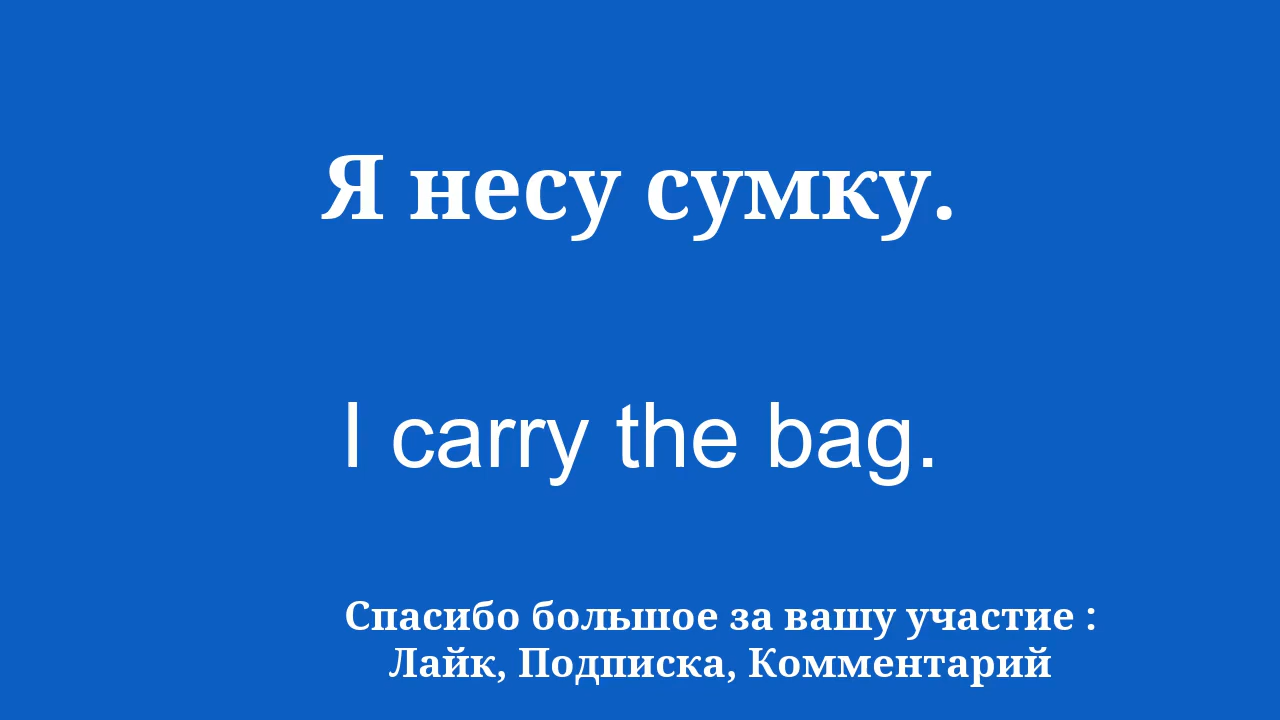 Я несу сумку.
I carry the bag.
Спасибо большое за вашу участие :
Лайк, Подписка, Комментарий